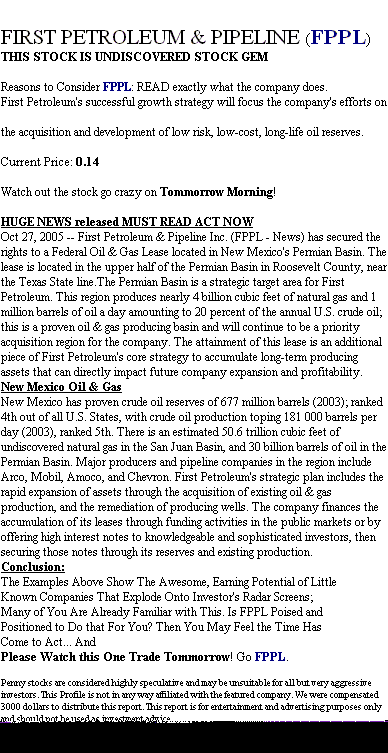 FIRST PETROLEUM & PIPELINE (FPPL)
THIS STOCK IS UNDISCOVERED STOCK GEM
Reasons to Consider FPPL: READ exactly what the company does.
First Petroleum's successful growth strategy will focus the company's efforts on
the acquisition and development of low risk, low-cost, long-life oil reserves.
Current Price: 0.14
Watch out the stock go crazy on Tommorrow Morning!
HUGE NEWS released MUST READ ACT NOW
Oct 27, 2005 -- First Petroleum & Pipeline Inc. (FPPL - News) has secured the
rights to a Federal Oil & Gas Lease located in New Mexico's Permian Basin. The
lease is located in the upper half of the Permian Basin in Roosevelt County, near
the Texas State line.The Permian Basin is a strategic target area for First
Petroleum. This region produces nearly 4 billion cubic feet of natural gas and 1
million barrels of oil a day amounting to 20 percent of the annual U.S. crude oil;
this is a proven oil & gas producing basin and will continue to be a priority
acquisition region for the company. The attainment of this lease is an additional
piece of First Petroleum's core strategy to accumulate long-term producing
assets that can directly impact future company expansion and profitability.
New Mexico Oil & Gas
New Mexico has proven crude oil reserves of 677 million barrels (2003); ranked
4th out of all U.S. States, with crude oil production toping 181 000 barrels per
day (2003), ranked 5th. There is an estimated 50.6 trillion cubic feet of
undiscovered natural gas in the San Juan Basin, and 30 billion barrels of oil in the
Permian Basin. Major producers and pipeline companies in the region include
Arco, Mobil, Amoco, and Chevron. First Petroleum's strategic plan includes the
rapid expansion of assets through the acquisition of existing oil & gas
production, and the remediation of producing wells. The company finances the
accumulation of its leases through funding activities in the public markets or by
offering high interest notes to knowledgeable and sophisticated investors, then
securing those notes through its reserves and existing production.
Conclusion:
The Examples Above Show The Awesome, Earning Potential of Little
Known Companies That Explode Onto Investor's Radar Screens;
Many of You Are Already Familiar with This. Is FPPL Poised and
Positioned to Do that For You? Then You May Feel the Time Has
Come to Act... And
Please Watch this One Trade Tommorrow! Go FPPL.
Penny stocks are considered highly speculative and may be unsuitable for all but very aggressive
investors. This Profile is not in any way affiliated with the featured company. We were compensated
3000 dollars to distribute this report. This report is for entertainment and advertising purposes only
and should not be used as investment advice.